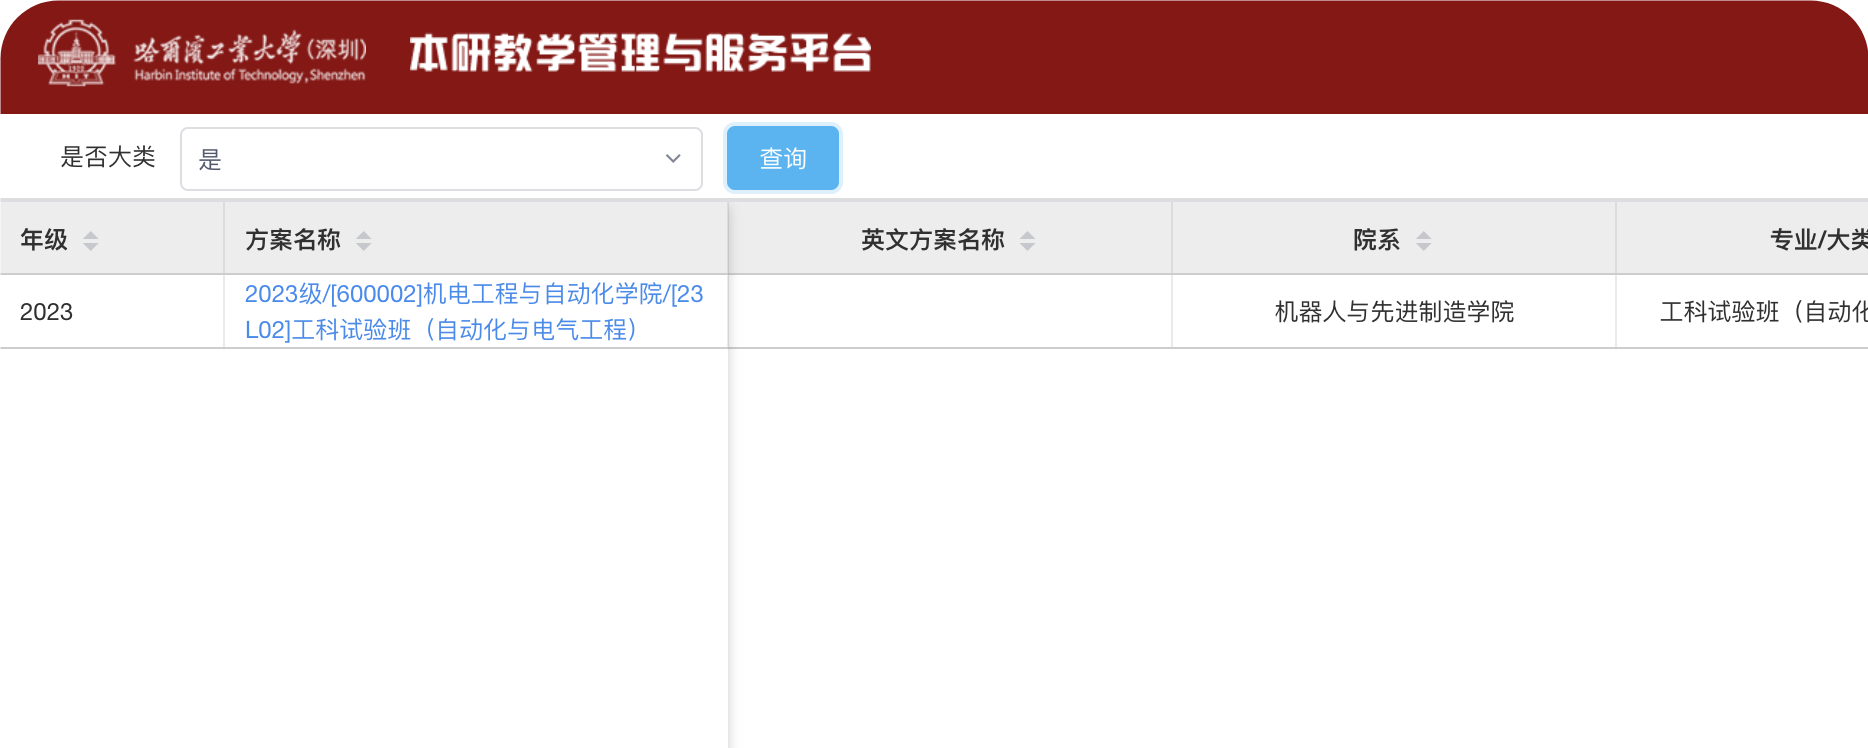 哈爾濱工業大學(深圳)
Harbin Institute of Technology, Shenzhen
本研教学管理与服务平台
1920
HIT
是否大类 是 查询
年级 方案名称 英文方案名称 院系 专业/大类
2023 2023级/[600002]机电工程与自动化学院/[23 机器人与先进制造学院 工科试验班（自动化
L02]工科试验班（自动化与电气工程）